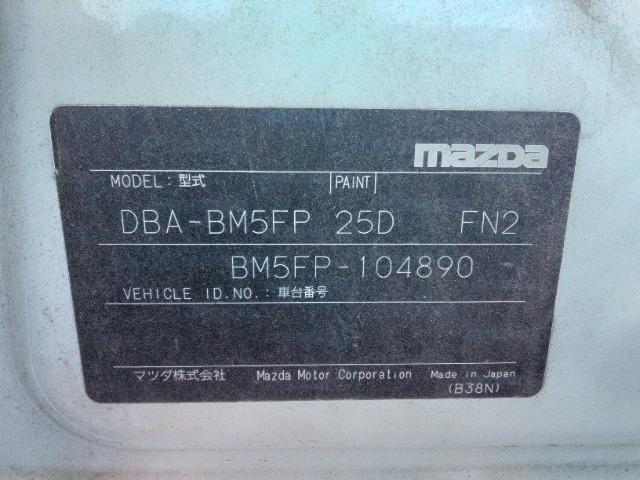 mazda
MODEL: 型式 PAINT
DBA-BM5FP 25D FN2
BM5FP-104890
VEHICLE ID.NO.: 車台番号
マツダ株式会社 Mazda Motor Corporation Made in Japan
(B38N)